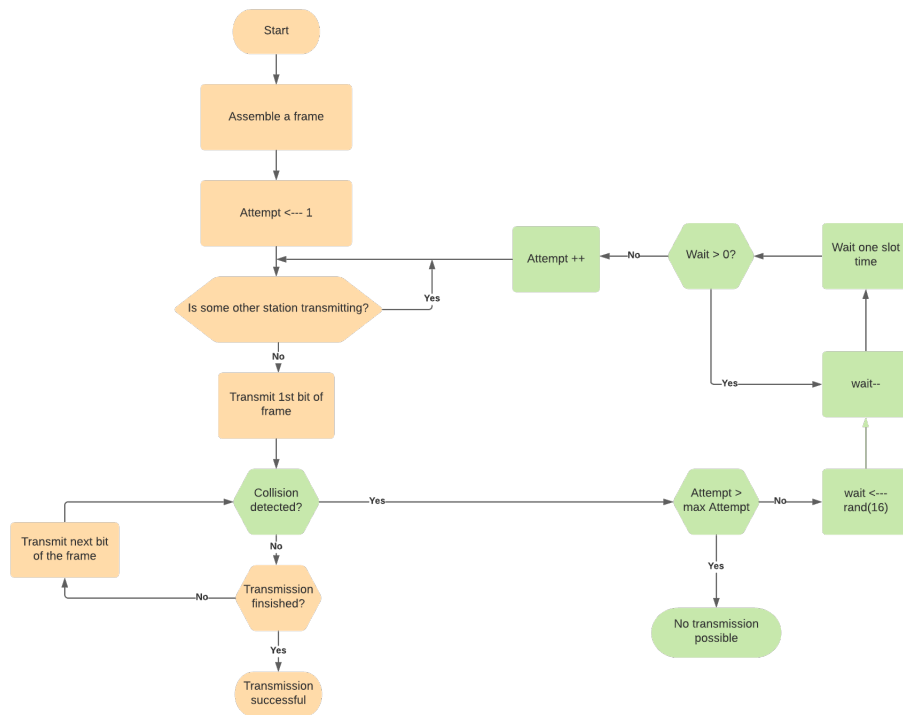 Start
Assemble a frame
Attempt <--- 1
Is some other station transmitting?
Yes
No
Transmit 1st bit of
frame
Collision
detected?
Yes
No
Transmit next bit
of the frame
Transmission
finsished?
No
Yes
Transmission
successful
Attempt >
max Attempt
No
Yes
No transmission
possible
wait <---
rand(16)
wait--
Wait one slot
time
Wait > 0?
Yes
No
Attempt ++